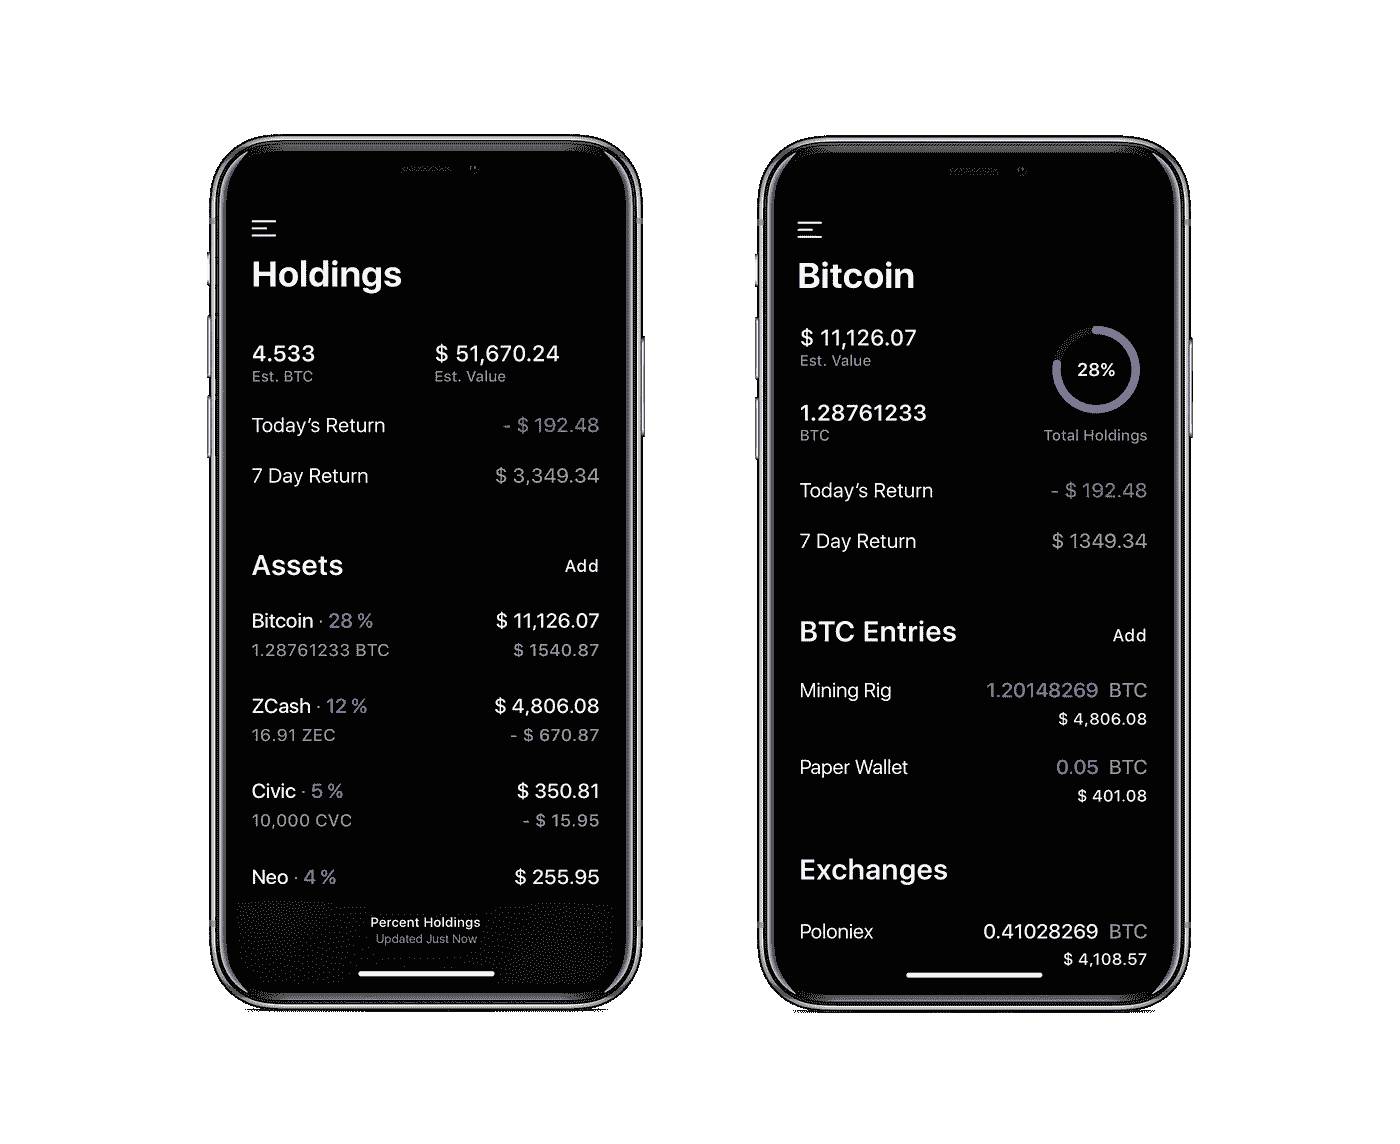 Holdings
4.533
Est. BTC
$ 51,670.24
Est. Value
Today's Return - $ 192.48
7 Day Return $ 3,349.34
Assets Add
Bitcoin · 28 % $ 11,126.07
1.28761233 BTC $ 1540.87
ZCash · 12 % $ 4,806.08
16.91 ZEC - $ 670.87
Civic · 5 % $ 350.81
10,000 CVC - $ 15.95
Neo · 4 % $ 255.95
Percent Holdings
Updated Just Now
Bitcoin
$ 11,126.07
Est. Value
28%
1.28761233
BTC
Total Holdings
Today's Return - $ 192.48
7 Day Return $ 1349.34
BTC Entries Add
Mining Rig 1.20148269 BTC
$ 4,806.08
Paper Wallet 0.05 BTC
$ 401.08
Exchanges
Poloniex 0.41028269 BTC
$ 4,108.57